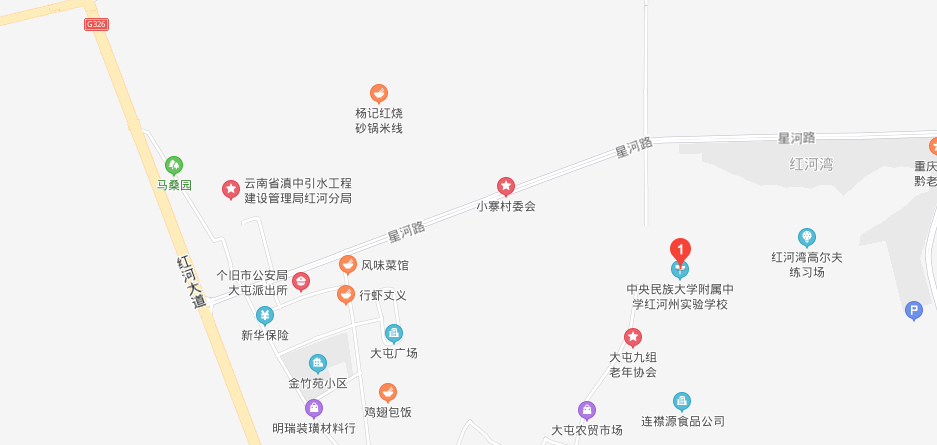 G326
杨记红烧
砂锅米线
星河路
星河路
红河湾
重庆
黔老
马桑园
云南省滇中引水工程
建设管理局红河分局
小寨村委会
星河路
红河大道
个旧市公安局
大屯派出所
风味菜馆
行虾丈义
红河湾高尔夫
练习场
1
中央民族大学附属中
学红河州实验学校
P
新华保险
大屯广场
大屯九组
老年协会
金竹苑小区
鸡翅包饭
明瑞装璜材料行
大屯农贸市场
连襟源食品公司